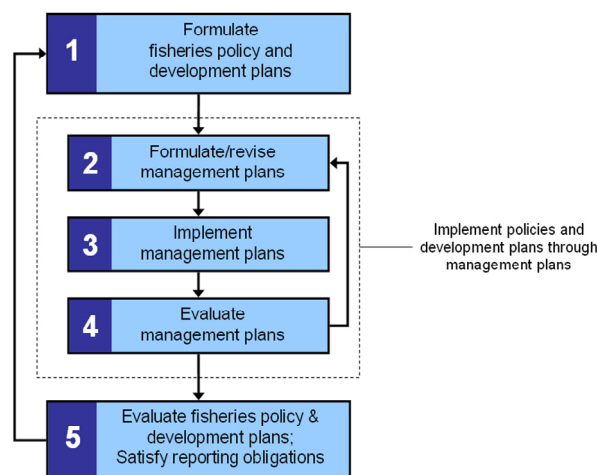 1
Formulate
fisheries policy and
development plans
2
Formulate/revise
management plans
3
Implement
management plans
4
Evaluate
management plans
Implement policies and
development plans through
management plans
5
Evaluate fisheries policy &
development plans;
Satisfy reporting obligations